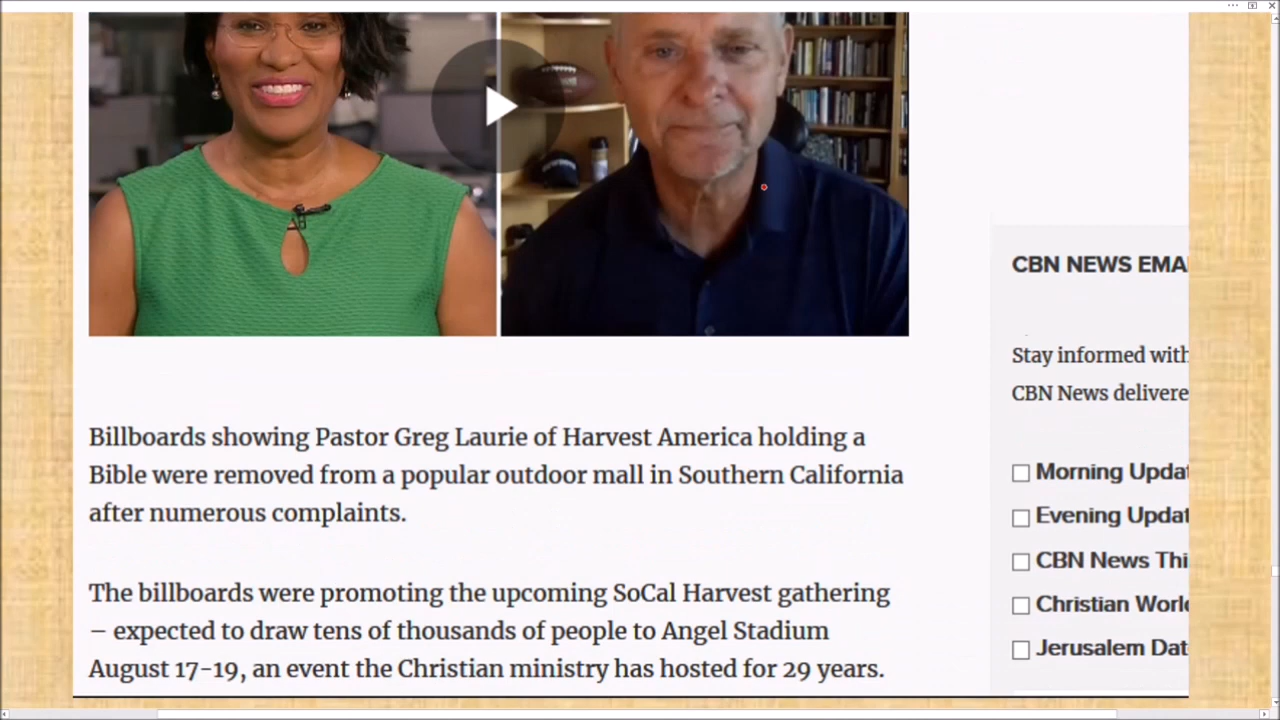 Billboards showing Pastor Greg Laurie of Harvest America holding a
Bible were removed from a popular outdoor mall in Southern California
after numerous complaints.
The billboards were promoting the upcoming SoCal Harvest gathering
– expected to draw tens of thousands of people to Angel Stadium
August 17-19, an event the Christian ministry has hosted for 29 years.
CBN NEWS EMA
Stay informed with
CBN News delivere
Morning Updat
Evening Updat
CBN News Thi
Christian World
Jerusalem Dat